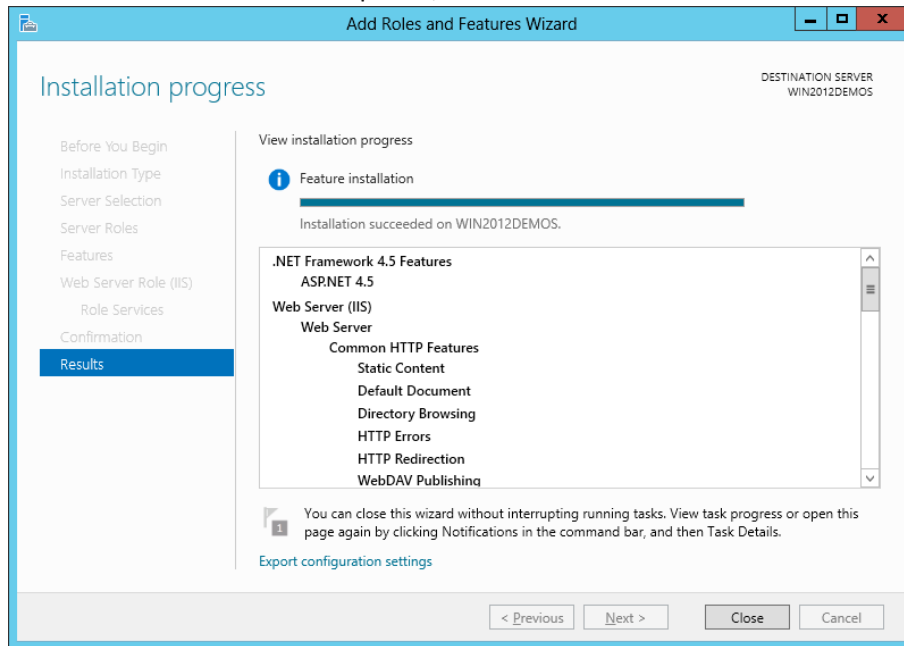 Add Roles and Features Wizard
Installation progress
DESTINATION SERVER
WIN2012DEMOS
Before You Begin
Installation Type
Server Selection
Server Roles
Features
Web Server Role (IIS)
Role Services
Confirmation
Results
View installation progress
Feature installation
Installation succeeded on WIN2012DEMOS.
.NET Framework 4.5 Features
ASP.NET 4.5
Web Server (IIS)
Web Server
Common HTTP Features
Static Content
Default Document
Directory Browsing
HTTP Errors
HTTP Redirection
WebDAV Publishing
1
You can close this wizard without interrupting running tasks. View task progress or open this
page again by clicking Notifications in the command bar, and then Task Details.
Export configuration settings
< Previous
Next >
Close
Cancel